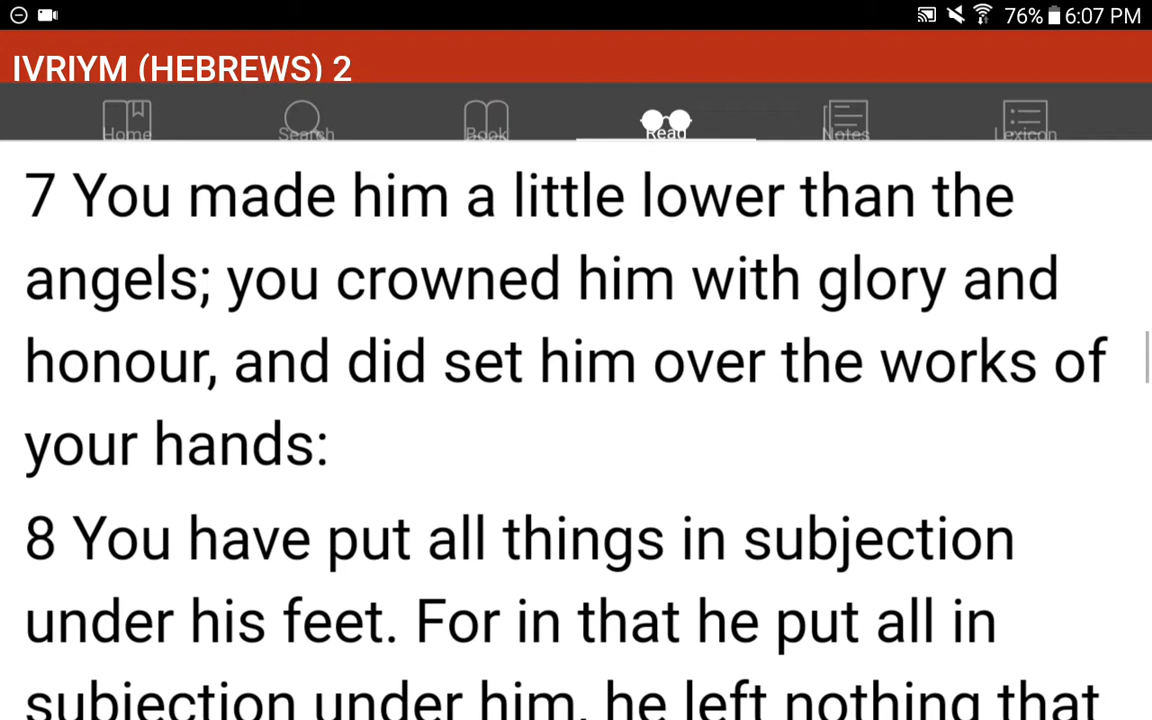 76% 6:07 PM
IVRIYM (HEBREWS) 2
Home Search Book Read Notes Lexicon
7 You made him a little lower than the
angels; you crowned him with glory and
honour, and did set him over the works of
your hands:
8 You have put all things in subjection
under his feet. For in that he put all in
subjection under him, he left nothing that